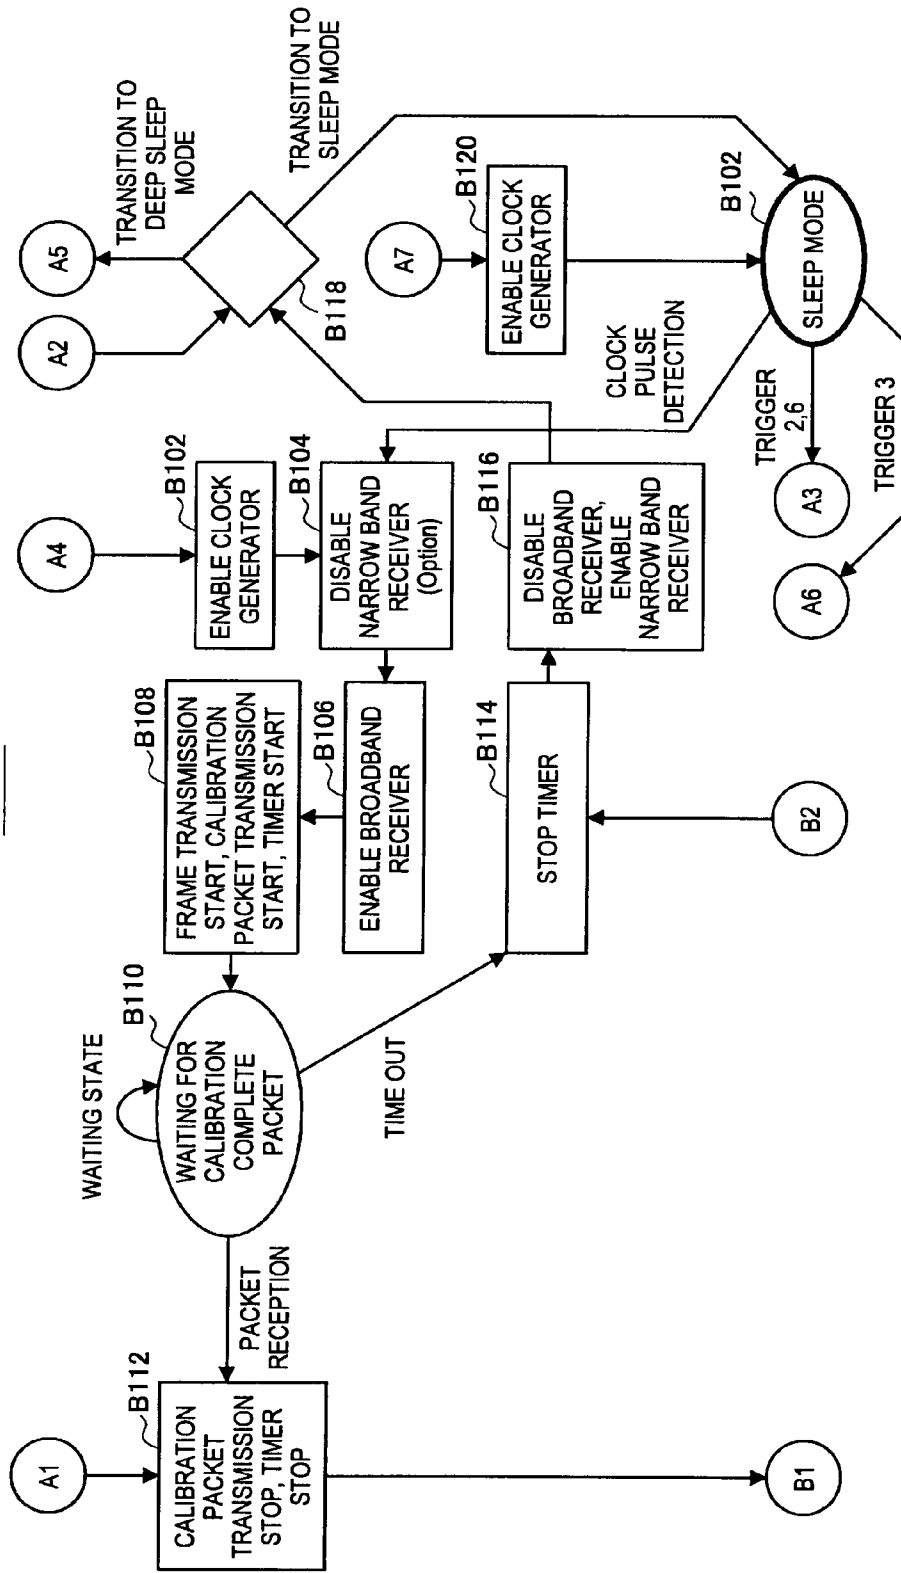 A1
B112
CALIBRATION
PACKET
TRANSMISSION
STOP, TIMER
STOP
PACKET
RECEPTION
B1
WAITING STATE
B110
WAITING FOR
CALIBRATION
COMPLETE
PACKET
TIME OUT
B108
FRAME TRANSMISSION
START, CALIBRATION
PACKET TRANSMISSION
START, TIMER START
B106
ENABLE BROADBAND
RECEIVER
B114
STOP TIMER
B2
A4
B102
ENABLE CLOCK
GENERATOR
B104
DISABLE
NARROW BAND
RECEIVER
(Option)
B116
DISABLE
BROADBAND
RECEIVER,
ENABLE
NARROW BAND
RECEIVER
A2
A5
TRANSITION TO
DEEP SLEEP
MODE
B118
TRANSITION TO
SLEEP MODE
A7
B120
ENABLE CLOCK
GENERATOR
CLOCK
PULSE
DETECTION
B102
SLEEP MODE
TRIGGER
2,6
A3
A6
TRIGGER 3